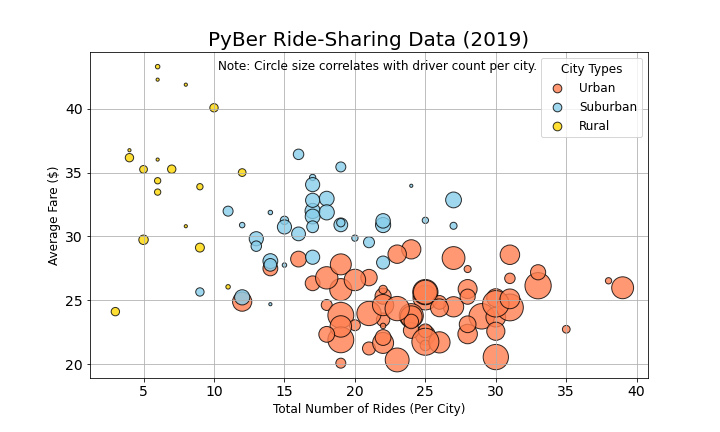 PyBer Ride-Sharing Data (2019)
Note: Circle size correlates with driver count per city.
City Types
Urban
Suburban
Rural
Average Fare ($)
40
35
30
25
20
5 10 15 20 25 30 35 40
Total Number of Rides (Per City)